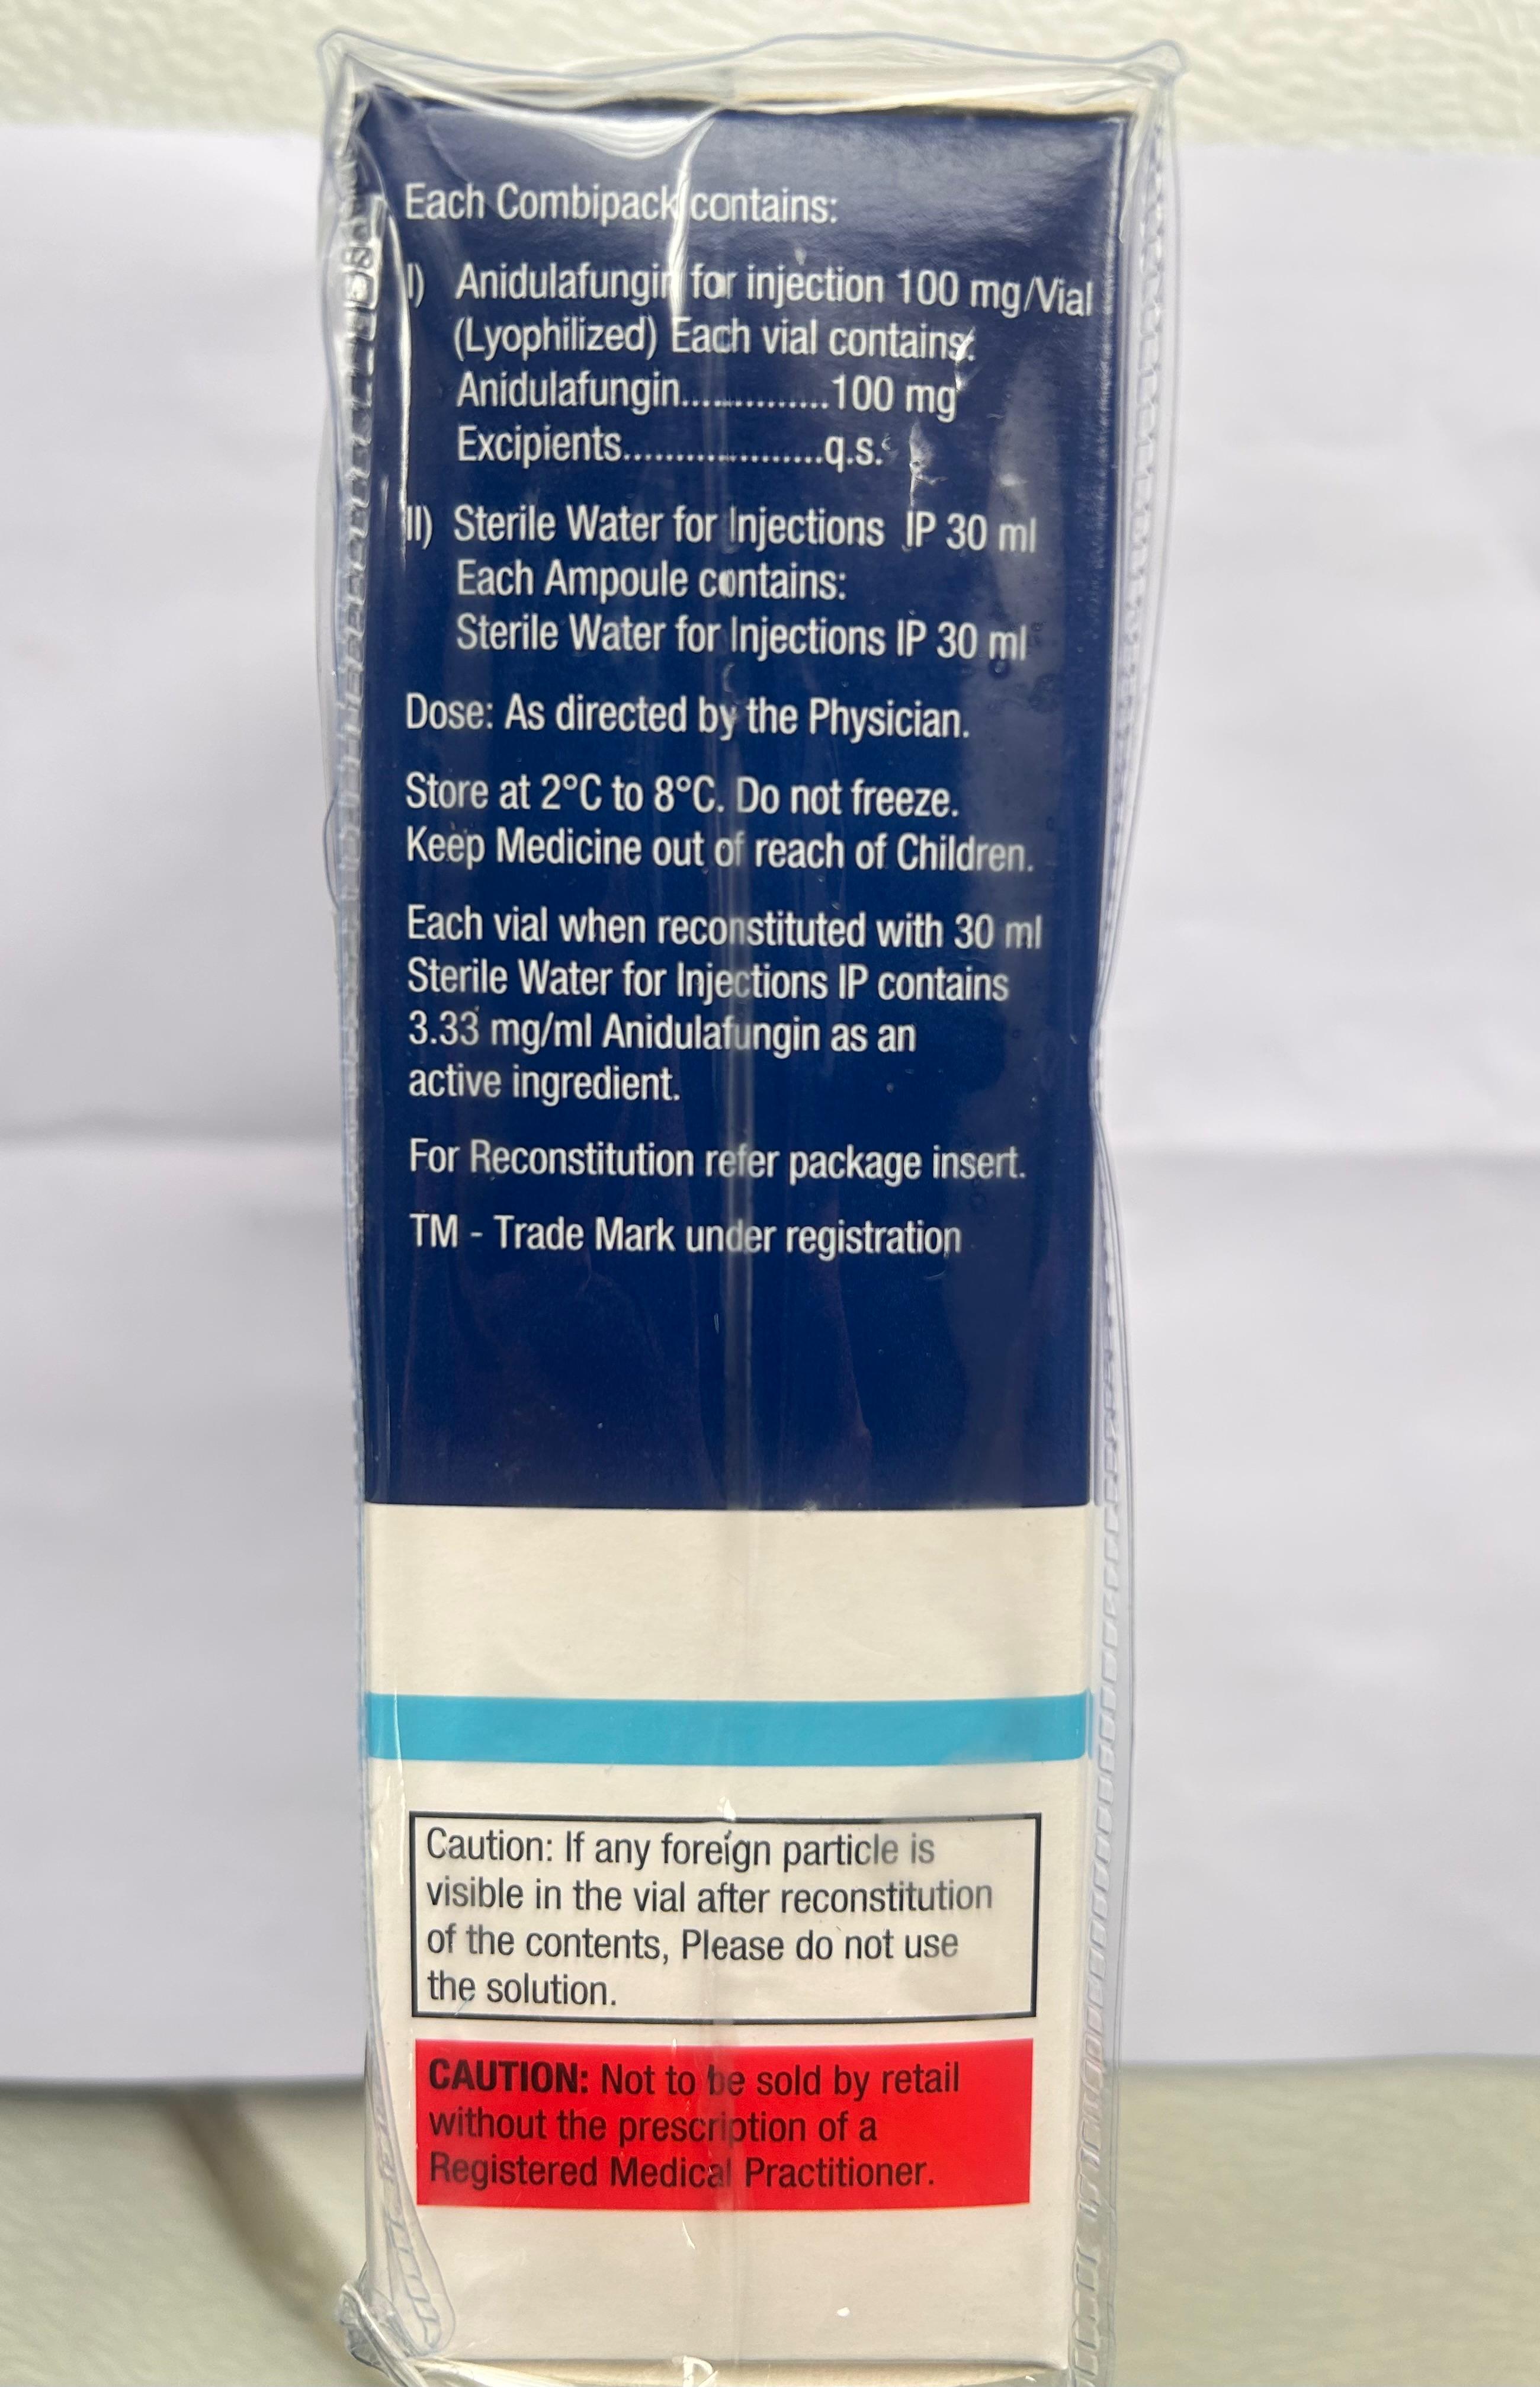 Each Combipack contains:
I) Anidulafungin for injection 100 mg/Vial
(Lyophilized) Each vial contains:
Anidulafungin..............100 mg
Excipients...................q.s.
II) Sterile Water for Injections IP 30 ml
Each Ampoule contains:
Sterile Water for Injections IP 30 ml
Dose: As directed by the Physician.
Store at 2°C to 8°C. Do not freeze.
Keep Medicine out of reach of Children.
Each vial when reconstituted with 30 ml
Sterile Water for Injections IP contains
3.33 mg/ml Anidulafungin as an
active ingredient.
For Reconstitution refer package insert.
TM - Trade Mark under registration
Caution: If any foreign particle is
visible in the vial after reconstitution
of the contents, Please do not use
the solution.
CAUTION: Not to be sold by retail
without the prescription of a
Registered Medical Practitioner.